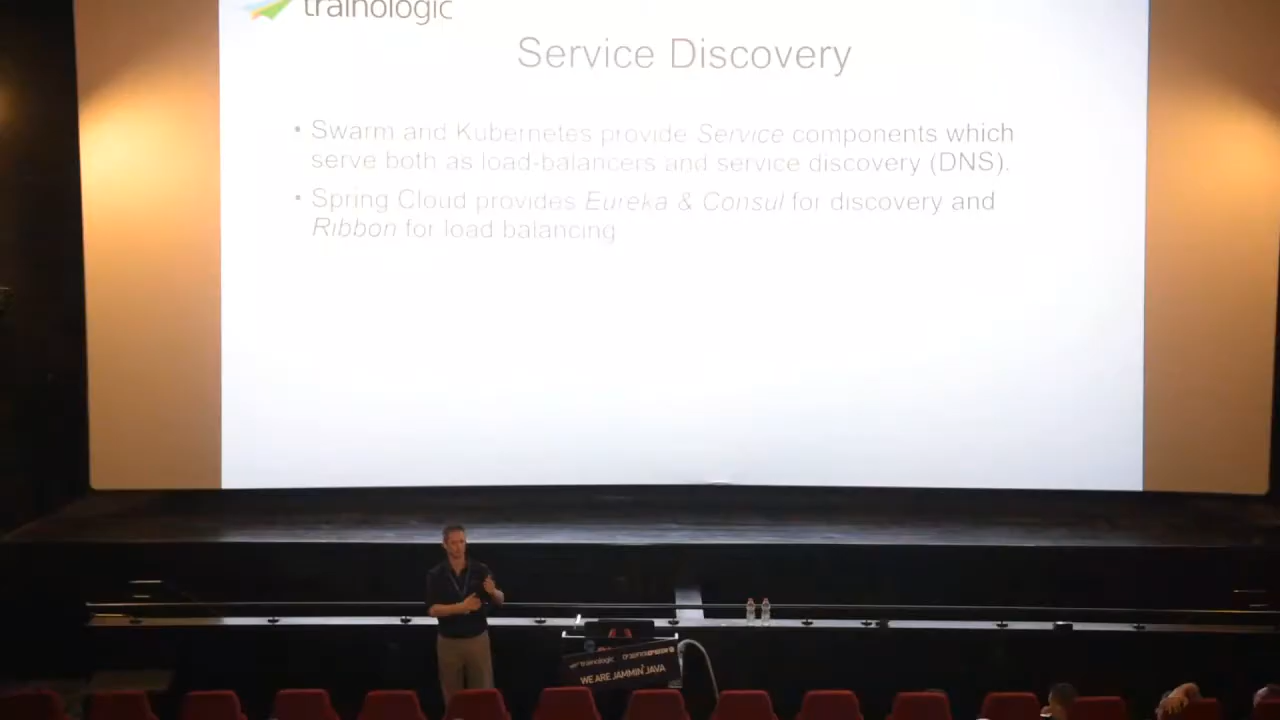 trainologic
Service Discovery
• Swarm and Kubernetes provide Service components which
serve both as load-balancers and service discovery (DNS).
• Spring Cloud provides Eureka & Consul for discovery and
Ribbon for load balancing
trainologic
WE ARE JAMMIN' JAVA